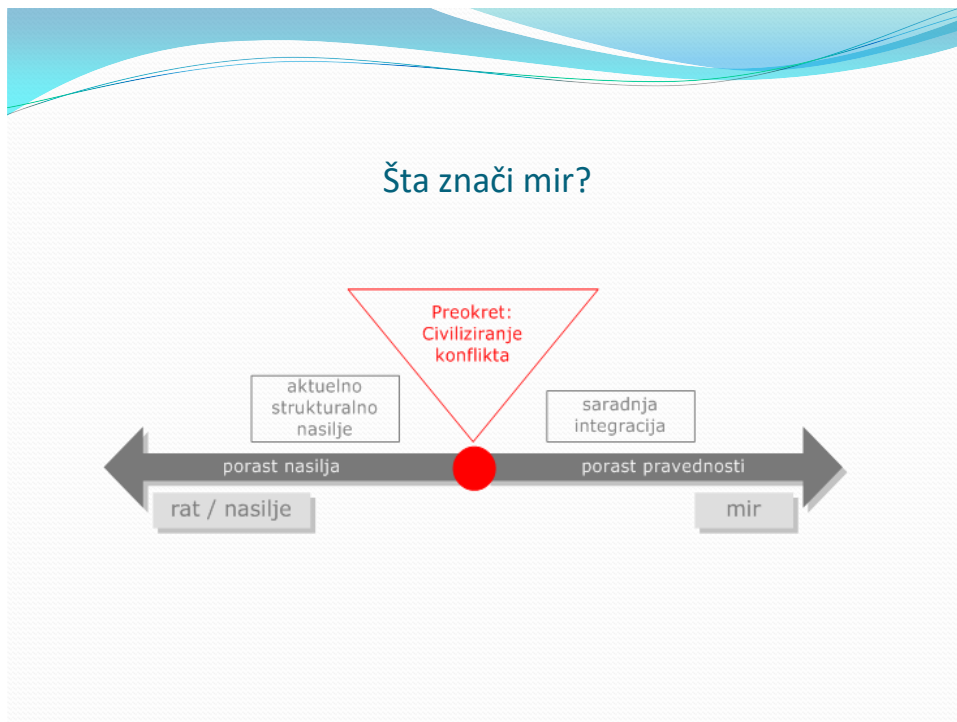 Šta znači mir?
Preokret:
Civiliziranje
konflikta
aktuelno
strukturalno
nasilje
saradnja
integracija
porast nasilja
porast pravednosti
rat / nasilje
mir